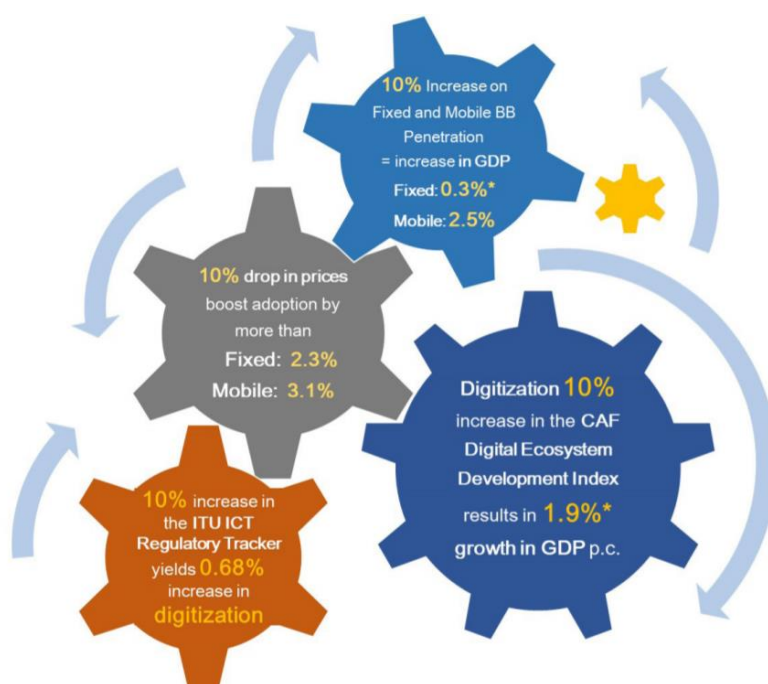 10% Increase on
Fixed and Mobile BB
Penetration
= increase in GDP
Fixed: 0.3%*
Mobile: 2.5%
10% drop in prices
boost adoption by
more than
Fixed: 2.3%
Mobile: 3.1%
Digitization 10%
increase in the CAF
Digital Ecosystem
Development Index
results in 1.9%*
growth in GDP p.c.
10% increase in
the ITU ICT
Regulatory Tracker
yields 0.68%
increase in
digitization